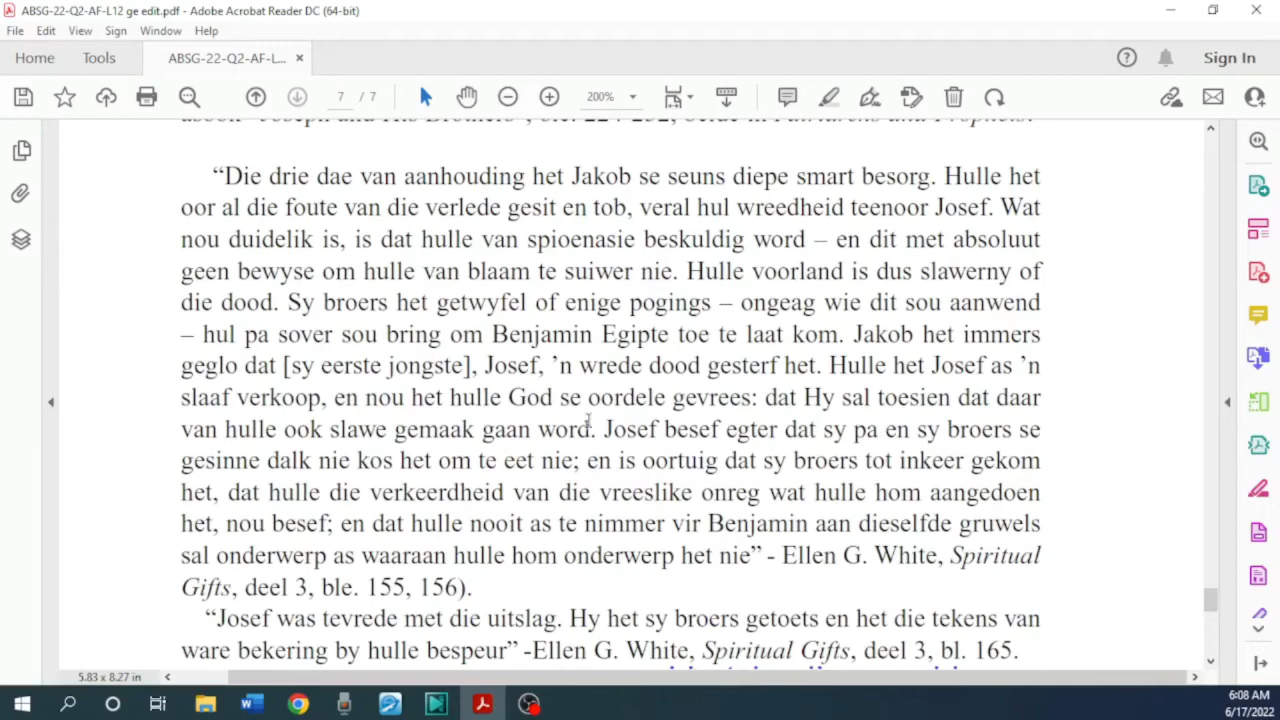 ABSG-22-Q2-AF-L12 ge edit.pdf - Adobe Acrobat Reader DC (64-bit)
File Edit View Sign Window Help
Home Tools ABSG-22-Q2-AF-L... × Sign In
7 / 7 200%
“Die drie dae van aanhouding het Jakob se seuns diepe smart besorg. Hulle het
oor al die foute van die verlede gesit en tob, veral hul wreedheid teenoor Josef. Wat
nou duidelik is, is dat hulle van spioenasie beskuldig word – en dit met absoluut
geen bewyse om hulle van blaam te suiwer nie. Hulle voorland is dus slawerny of
die dood. Sy broers het getwyfel of enige pogings – ongeag wie dit sou aanwend
– hul pa sover sou bring om Benjamin Egipte toe te laat kom. Jakob het immers
geglo dat [sy eerste jongste], Josef, ’n wrede dood gesterf het. Hulle het Josef as ’n
slaaf verkoop, en nou het hulle God se oordele gevrees: dat Hy sal toesien dat daar
van hulle ook slawe gemaak gaan word. Josef besef egter dat sy pa en sy broers se
gesinne dalk nie kos het om te eet nie; en is oortuig dat sy broers tot inkeer gekom
het, dat hulle die verkeerdheid van die vreeslike onreg wat hulle hom aangedoen
het, nou besef; en dat hulle nooit as te nimmer vir Benjamin aan dieselfde gruwels
sal onderwerp as waaraan hulle hom onderwerp het nie” - Ellen G. White, Spiritual
Gifts, deel 3, ble. 155, 156).
“Josef was tevrede met die uitslag. Hy het sy broers getoets en het die tekens van
ware bekering by hulle bespeur” -Ellen G. White, Spiritual Gifts, deel 3, bl. 165.
5.83 x 8.27 in
6:08 AM
6/17/2022